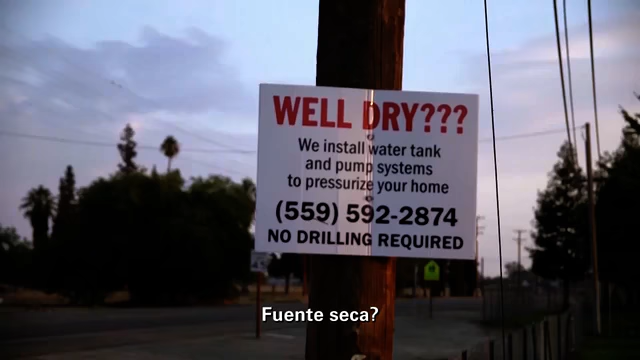 WELL DRY???
We install water tank
and pump systems
to pressurize your home
(559) 592-2874
NO DRILLING REQUIRED
Fuente seca?